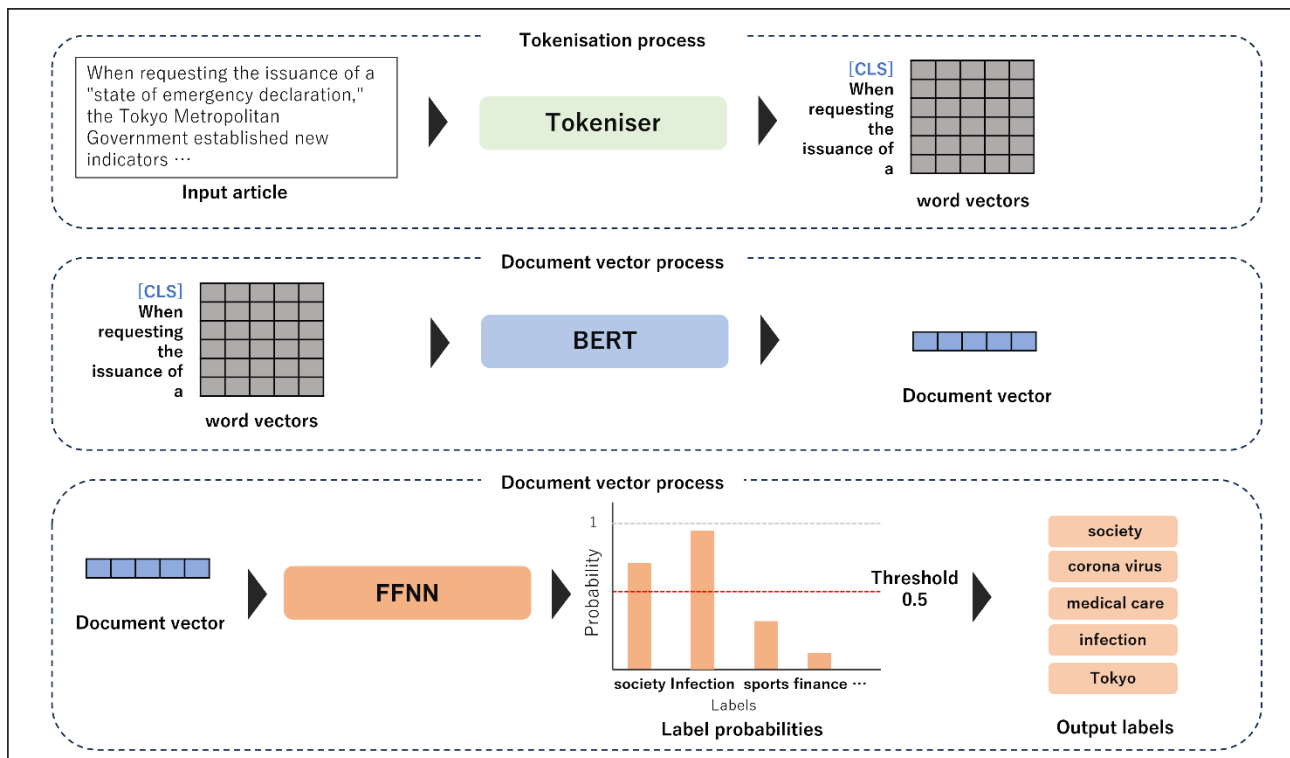 Tokenisation process
When requesting the issuance of a
"state of emergency declaration,"
the Tokyo Metropolitan
Government established new
indicators ⋯
Input article
Tokeniser
[CLS]
When
requesting
the
issuance of
a
word vectors
Document vector process
[CLS]
When
requesting
the
issuance of
a
word vectors
BERT
Document vector
Document vector process
Document vector
FFNN
1
Probability
society Infection sports finance ⋯
Labels
Label probabilities
Threshold
0.5
society
corona virus
medical care
infection
Tokyo
Output labels